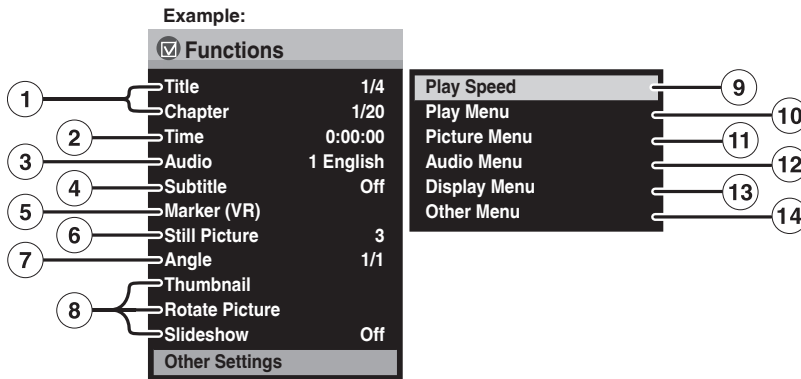 Example:
Functions
1 Title 1/4
Chapter 1/20
2 Time 0:00:00
3 Audio 1 English
4 Subtitle Off
5 Marker (VR)
6 Still Picture 3
7 Angle 1/1
8 Thumbnail
Rotate Picture
Slideshow Off
Other Settings
Play Speed 9
Play Menu 10
Picture Menu 11
Audio Menu 12
Display Menu 13
Other Menu 14